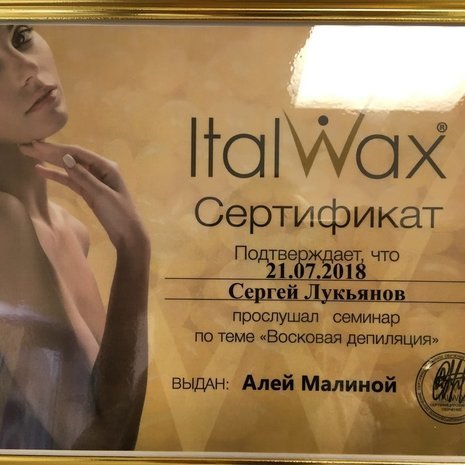 ItalWax®
Сертификат
Подтверждает, что
21.07.2018
Сергей Лукьянов
прослушал семинар
по теме «Восковая депиляция»
ВЫДАН: Алей Малиной